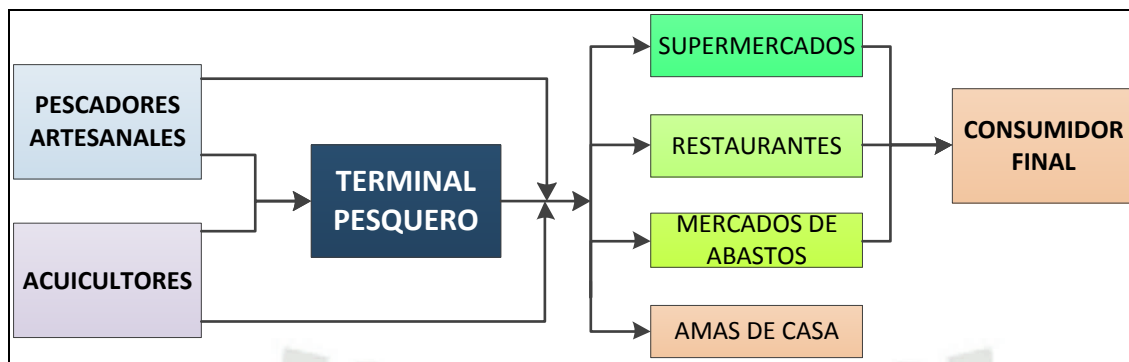 PESCADORES
ARTESANALES
ACUICULTORES
TERMINAL
PESQUERO
SUPERMERCADOS
RESTAURANTES
MERCADOS DE
ABASTOS
AMAS DE CASA
CONSUMIDOR
FINAL